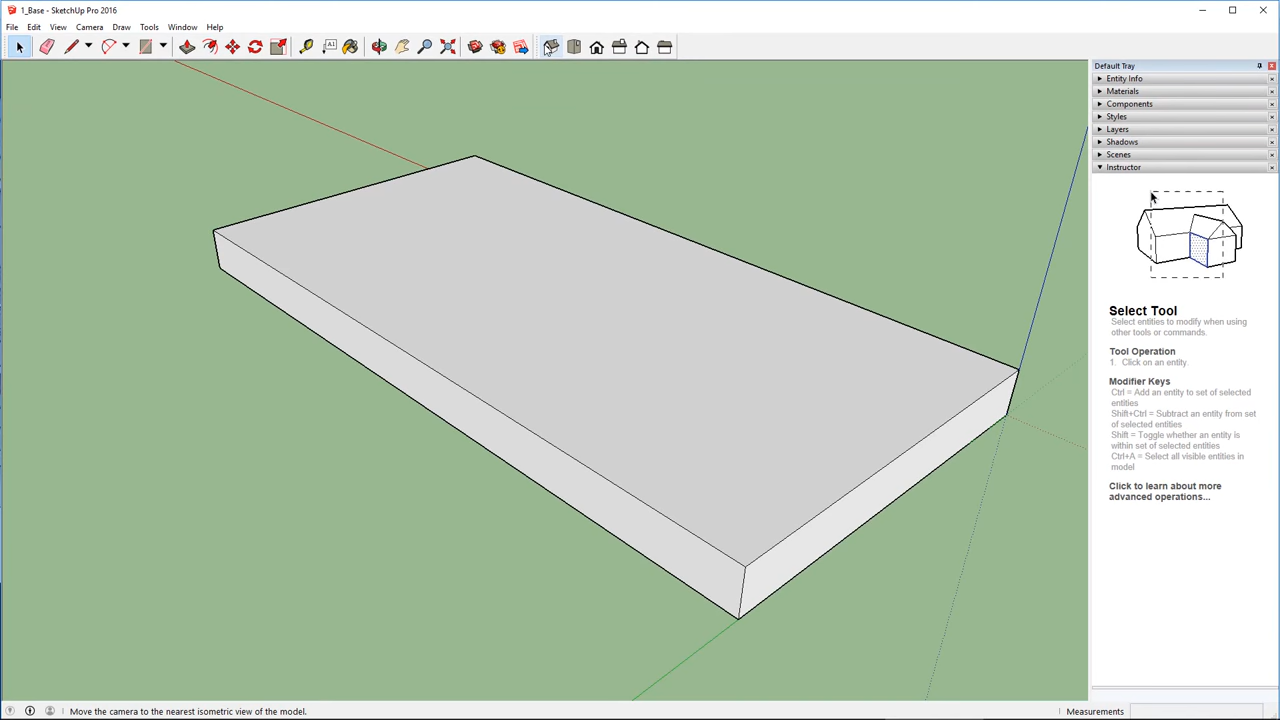 1_Base - SketchUp Pro 2016
File Edit View Camera Draw Tools Window Help
A1
Default Tray
Entity Info
Materials
Components
Styles
Layers
Shadows
Scenes
Instructor
Select Tool
Select entities to modify when using
other tools or commands.
Tool Operation
1. Click on an entity.
Modifier Keys
Ctrl = Add an entity to set of selected
entities
Shift+Ctrl = Subtract an entity from set
of selected entities
Shift = Toggle whether an entity is
within set of selected entities
Ctrl+A = Select all visible entities in
model
Click to learn about more
advanced operations...
Move the camera to the nearest isometric view of the model.
Measurements